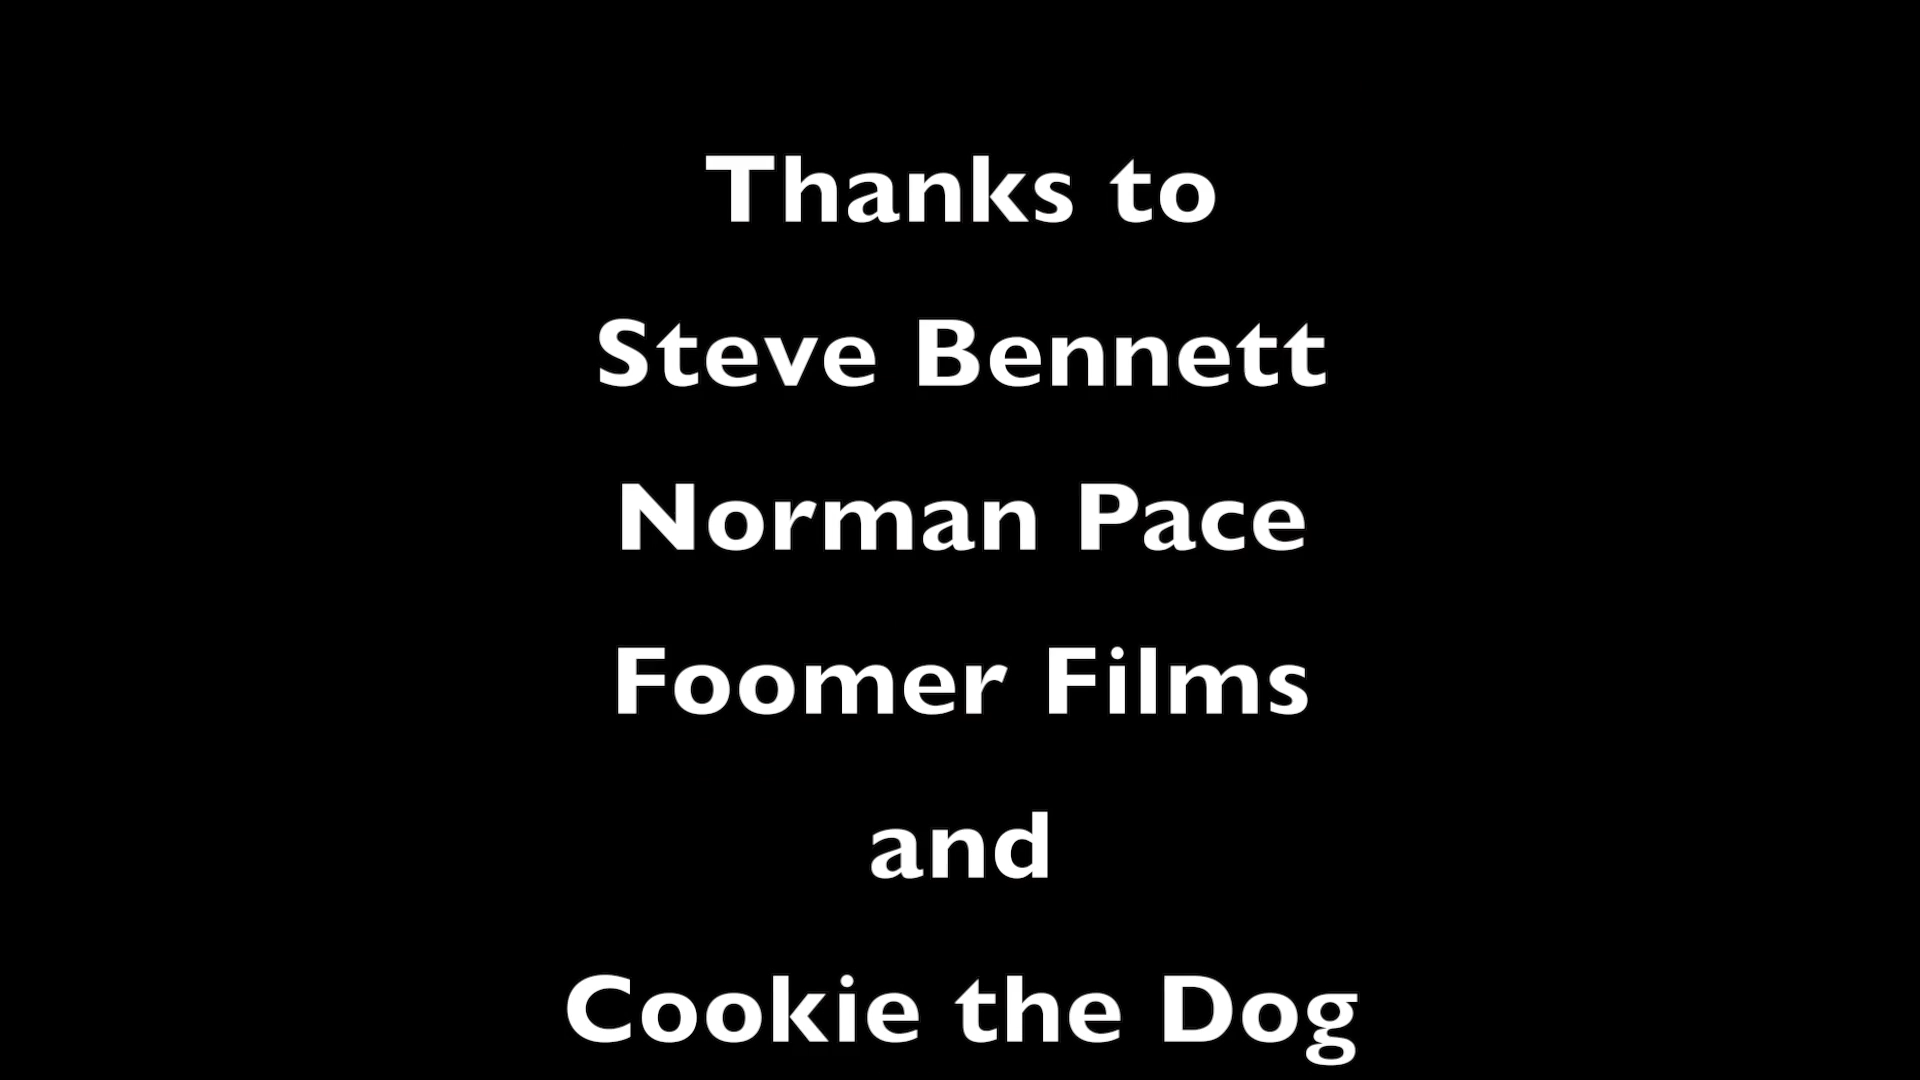 Thanks to
Steve Bennett
Norman Pace
Foomer Films
and
Cookie the Dog